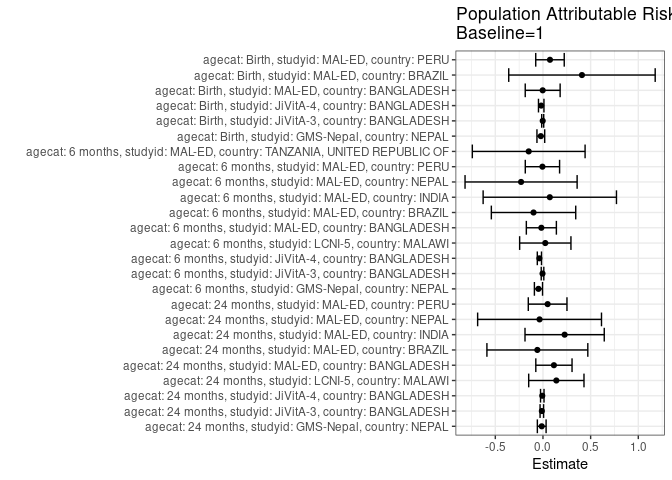 Population Attributable Risk
Baseline=1
agecat: Birth, studyid: MAL-ED, country: PERU
agecat: Birth, studyid: MAL-ED, country: BRAZIL
agecat: Birth, studyid: MAL-ED, country: BANGLADESH
agecat: Birth, studyid: JiVitA-4, country: BANGLADESH
agecat: Birth, studyid: JiVitA-3, country: BANGLADESH
agecat: Birth, studyid: GMS-Nepal, country: NEPAL
agecat: 6 months, studyid: MAL-ED, country: TANZANIA, UNITED REPUBLIC OF
agecat: 6 months, studyid: MAL-ED, country: PERU
agecat: 6 months, studyid: MAL-ED, country: NEPAL
agecat: 6 months, studyid: MAL-ED, country: INDIA
agecat: 6 months, studyid: MAL-ED, country: BRAZIL
agecat: 6 months, studyid: MAL-ED, country: BANGLADESH
agecat: 6 months, studyid: LCNI-5, country: MALAWI
agecat: 6 months, studyid: JiVitA-4, country: BANGLADESH
agecat: 6 months, studyid: JiVitA-3, country: BANGLADESH
agecat: 6 months, studyid: GMS-Nepal, country: NEPAL
agecat: 24 months, studyid: MAL-ED, country: PERU
agecat: 24 months, studyid: MAL-ED, country: NEPAL
agecat: 24 months, studyid: MAL-ED, country: INDIA
agecat: 24 months, studyid: MAL-ED, country: BRAZIL
agecat: 24 months, studyid: MAL-ED, country: BANGLADESH
agecat: 24 months, studyid: LCNI-5, country: MALAWI
agecat: 24 months, studyid: JiVitA-4, country: BANGLADESH
agecat: 24 months, studyid: JiVitA-3, country: BANGLADESH
agecat: 24 months, studyid: GMS-Nepal, country: NEPAL
-0.5 0.0 0.5 1.0
Estimate